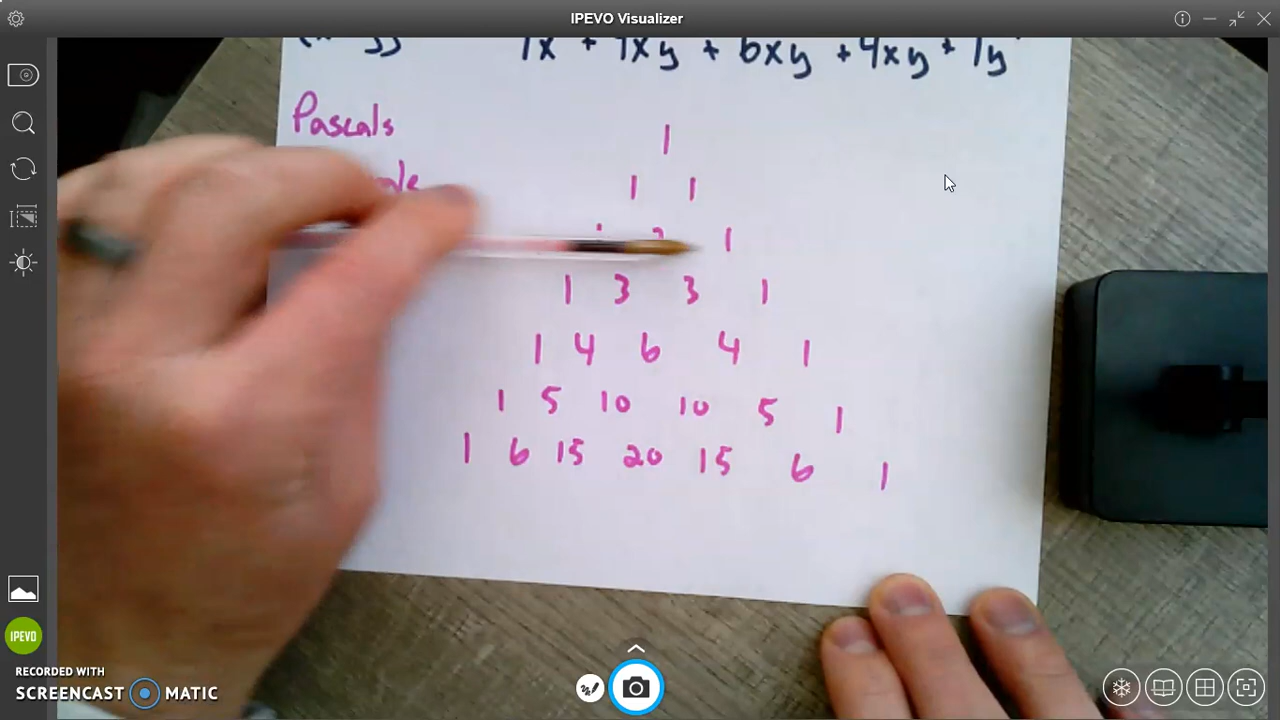 IPEVO Visualizer
1x + 4xy + 6xy + 4xy + 1y
Pascals
1
1 1
1
1 3 3 1
1 4 6 4 1
1 5 10 10 5 1
1 6 15 20 15 6 1
IPEVO
RECORDED WITH
SCREENCAST MATIC